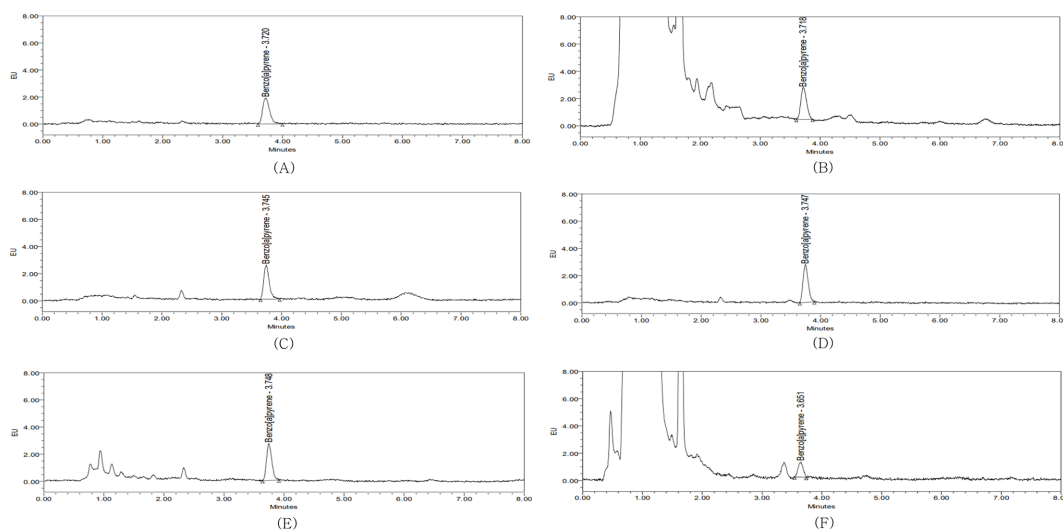 8.00
6.00
4.00
2.00
0.00
EU
Benzo(a)pyrene - 3.720
0.00 1.00 2.00 3.00 4.00 5.00 6.00 7.00 8.00
Minutes
(A)
8.00
6.00
4.00
2.00
0.00
EU
Benzo(a)pyrene - 3.718
0.00 1.00 2.00 3.00 4.00 5.00 6.00 7.00 8.00
Minutes
(B)
8.00
6.00
4.00
2.00
0.00
EU
Benzo(a)pyrene - 3.745
0.00 1.00 2.00 3.00 4.00 5.00 6.00 7.00 8.00
Minutes
(C)
8.00
6.00
4.00
2.00
0.00
EU
Benzo(a)pyrene - 3.747
0.00 1.00 2.00 3.00 4.00 5.00 6.00 7.00 8.00
Minutes
(D)
8.00
6.00
4.00
2.00
0.00
EU
Benzo(a)pyrene - 3.748
0.00 1.00 2.00 3.00 4.00 5.00 6.00 7.00 8.00
Minutes
(E)
8.00
6.00
4.00
2.00
0.00
EU
Benzo(a)pyrene - 3.651
0.00 1.00 2.00 3.00 4.00 5.00 6.00 7.00 8.00
Minutes
(F)